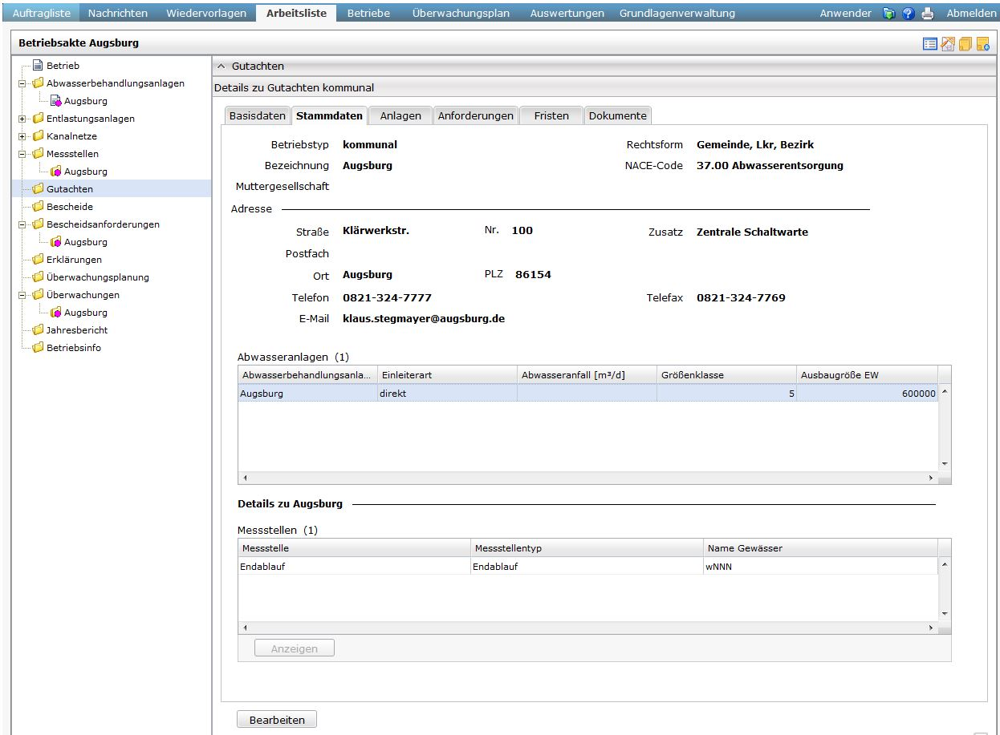 Auftragliste Nachrichten Wiedervorlagen Arbeitsliste Betriebe Überwachungsplan Auswertungen Grundlagenverwaltung Anwender Abmelden
Betriebsakte Augsburg
Betrieb
Abwasserbehandlungsanlagen
Augsburg
Entlastungsanlagen
Kanalnetze
Messstellen
Augsburg
Gutachten
Bescheide
Bescheidsanforderungen
Augsburg
Erklärungen
Überwachungsplanung
Überwachungen
Augsburg
Jahresbericht
Betriebsinfo
Gutachten
Details zu Gutachten kommunal
Basisdaten Stammdaten Anlagen Anforderungen Fristen Dokumente
Betriebstyp kommunal Rechtsform Gemeinde, Lkr, Bezirk
Bezeichnung Augsburg NACE-Code 37.00 Abwasserentsorgung
Muttergesellschaft
Adresse
Straße Klärwerkstr. Nr. 100 Zusatz Zentrale Schaltwarte
Postfach
Ort Augsburg PLZ 86154
Telefon 0821-324-7777 Telefax 0821-324-7769
E-Mail klaus.stegmayer@augsburg.de
Abwasseranlagen (1)
Abwasserbehandlungsanla... Einleiterart Abwasseranfall [m³/d] Größenklasse Ausbaugröße EW
Augsburg direkt 5 600000
Details zu Augsburg
Messstellen (1)
Messstelle Messstellentyp Name Gewässer
Endablauf Endablauf wNNN
Anzeigen
Bearbeiten